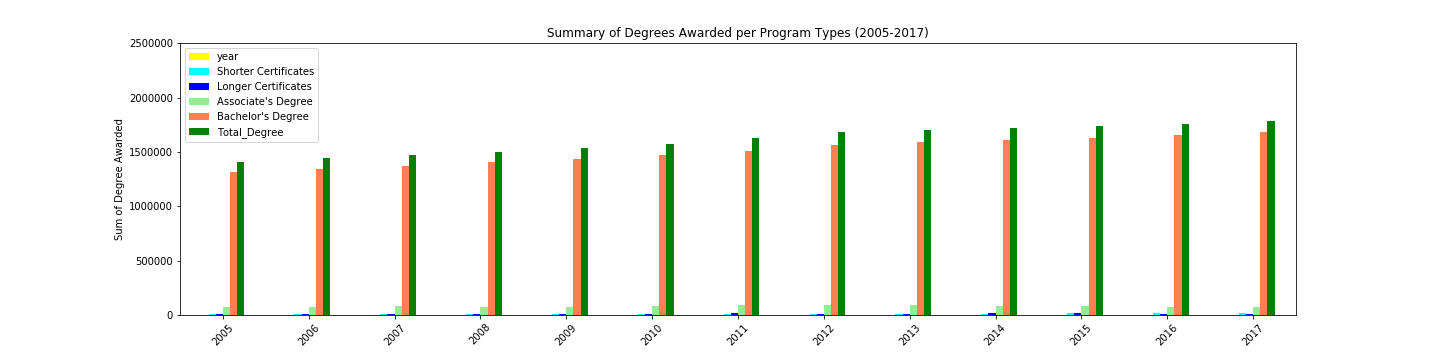 Summary of Degrees Awarded per Program Types (2005-2017)
2500000
2000000
1500000
1000000
500000
0
Sum of Degree Awarded
year
Shorter Certificates
Longer Certificates
Associate's Degree
Bachelor's Degree
Total_Degree
2005 2006 2007 2008 2009 2010 2011 2012 2013 2014 2015 2016 2017